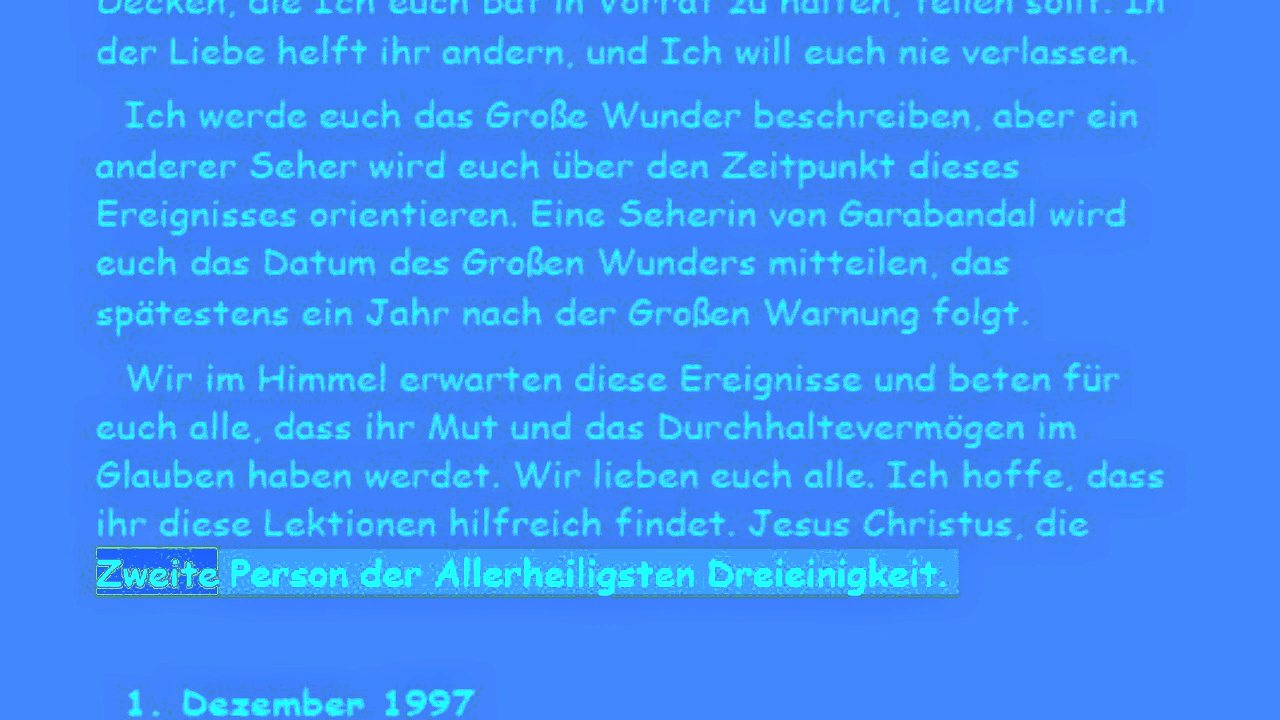 Decken, die Ich euch bat in Vorrat zu halten, teilen sollt. In
der Liebe helft ihr andern, und Ich will euch nie verlassen.
Ich werde euch das Große Wunder beschreiben, aber ein
anderer Seher wird euch über den Zeitpunkt dieses
Ereignisses orientieren. Eine Seherin von Garabandal wird
euch das Datum des Großen Wunders mitteilen, das
spätestens ein Jahr nach der Großen Warnung folgt.
Wir im Himmel erwarten diese Ereignisse und beten für
euch alle, dass ihr Mut und das Durchhaltevermögen im
Glauben haben werdet. Wir lieben euch alle. Ich hoffe, dass
ihr diese Lektionen hilfreich findet. Jesus Christus, die
Zweite Person der Allerheiligsten Dreieinigkeit.
1. Dezember 1997